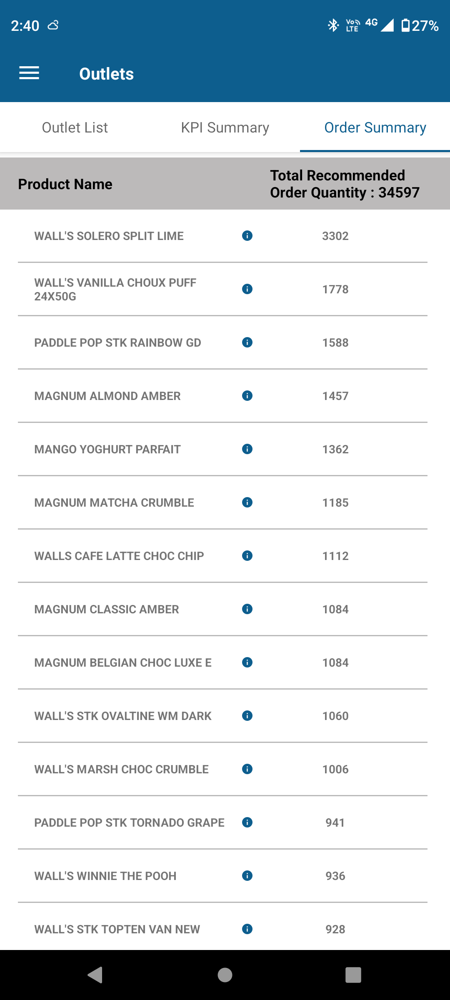 2:40
Vo LTE 4G 27%
Outlets
Outlet List KPI Summary Order Summary
Product Name
Total Recommended
Order Quantity : 34597
WALL'S SOLERO SPLIT LIME 3302
WALL'S VANILLA CHOUX PUFF
24X50G 1778
PADDLE POP STK RAINBOW GD 1588
MAGNUM ALMOND AMBER 1457
MANGO YOGHURT PARFAIT 1362
MAGNUM MATCHA CRUMBLE 1185
WALLS CAFE LATTE CHOC CHIP 1112
MAGNUM CLASSIC AMBER 1084
MAGNUM BELGIAN CHOC LUXE E 1084
WALL'S STK OVALTINE WM DARK 1060
WALL'S MARSH CHOC CRUMBLE 1006
PADDLE POP STK TORNADO GRAPE 941
WALL'S WINNIE THE POOH 936
WALL'S STK TOPTEN VAN NEW 928